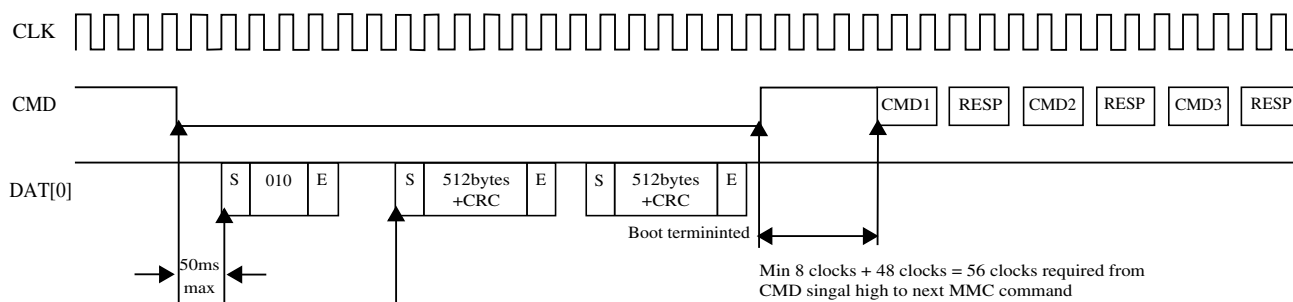 CLK
CMD
CMD1 RESP CMD2 RESP CMD3 RESP
DAT[0]
S 010 E S 512bytes +CRC E S 512bytes +CRC E
Boot termininted
50ms
max
Min 8 clocks + 48 clocks = 56 clocks required from
CMD singal high to next MMC command